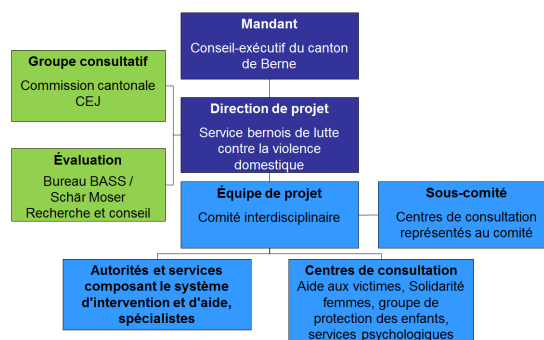 Mandant
Conseil-exécutif du canton
de Berne
Groupe consultatif
Commission cantonale
CEJ
Direction de projet
Service bernois de lutte
contre la violence
domestique
Évaluation
Bureau BASS /
Schär Moser
Recherche et conseil
Équipe de projet
Comité interdisciplinaire
Sous-comité
Centres de consultation
représentés au comité
Autorités et services
composant le système
d'intervention et d'aide,
spécialistes
Centres de consultation
Aide aux victimes, Solidarité
femmes, groupe de
protection des enfants,
services psychologiques